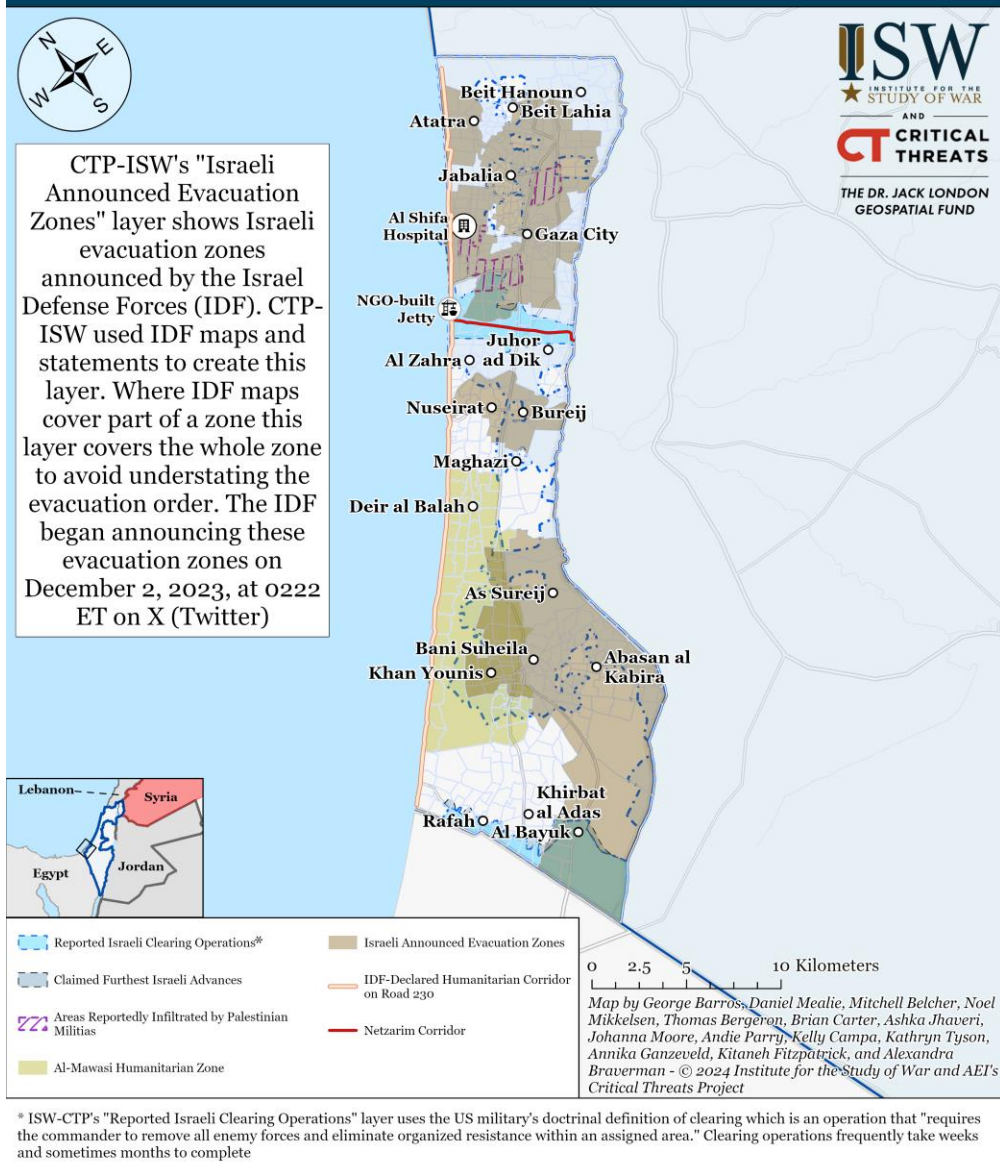 N
E
W
S
ISW
INSTITUTE FOR THE
STUDY OF WAR
AND
CT CRITICAL
THREATS
THE DR. JACK LONDON
GEOSPATIAL FUND
CTP-ISW's "Israeli
Announced Evacuation
Zones" layer shows Israeli
evacuation zones
announced by the Israel
Defense Forces (IDF). CTP-
ISW used IDF maps and
statements to create this
layer. Where IDF maps
cover part of a zone this
layer covers the whole
zone to avoid understating the
evacuation order. The IDF
began announcing these
evacuation zones on
December 2, 2023, at 0222
ET on X (Twitter)
Beit Hanoun
Beit Lahia
Atatra
Jabalia
Al Shifa
Hospital
Gaza City
NGO-built
Jetty
Juhor
ad Dik
Al Zahra
Nuseirat
Bureij
Maghazi
Deir al Balah
As Sureij
Bani Suheila
Abasan al
Kabira
Khan Younis
Khirbat
al Adas
Rafah
Al Bayuk
Lebanon
Syria
Egypt
Jordan
Reported Israeli Clearing Operations*
Claimed Furthest Israeli Advances
Areas Reportedly Infiltrated by Palestinian
Militias
Al-Mawasi Humanitarian Zone
Israeli Announced Evacuation Zones
IDF-Declared Humanitarian Corridor
on Road 230
Netzarim Corridor
0 2.5 5 10 Kilometers
Map by George Barros, Daniel Mealie, Mitchell Belcher, Noel
Mikkelsen, Thomas Bergeron, Brian Carter, Ashka Jhaveri,
Johanna Moore, Andie Parry, Kelly Campa, Kathryn Tyson,
Annika Ganzeveld, Kitaneh Fitzpatrick, and Alexandra
Braverman - © 2024 Institute for the Study of War and AEI's
Critical Threats Project
* ISW-CTP's "Reported Israeli Clearing Operations" layer uses the US military's doctrinal definition of clearing which is an operation that "requires
the commander to remove all enemy forces and eliminate organized resistance within an assigned area." Clearing operations frequently take weeks
and sometimes months to complete